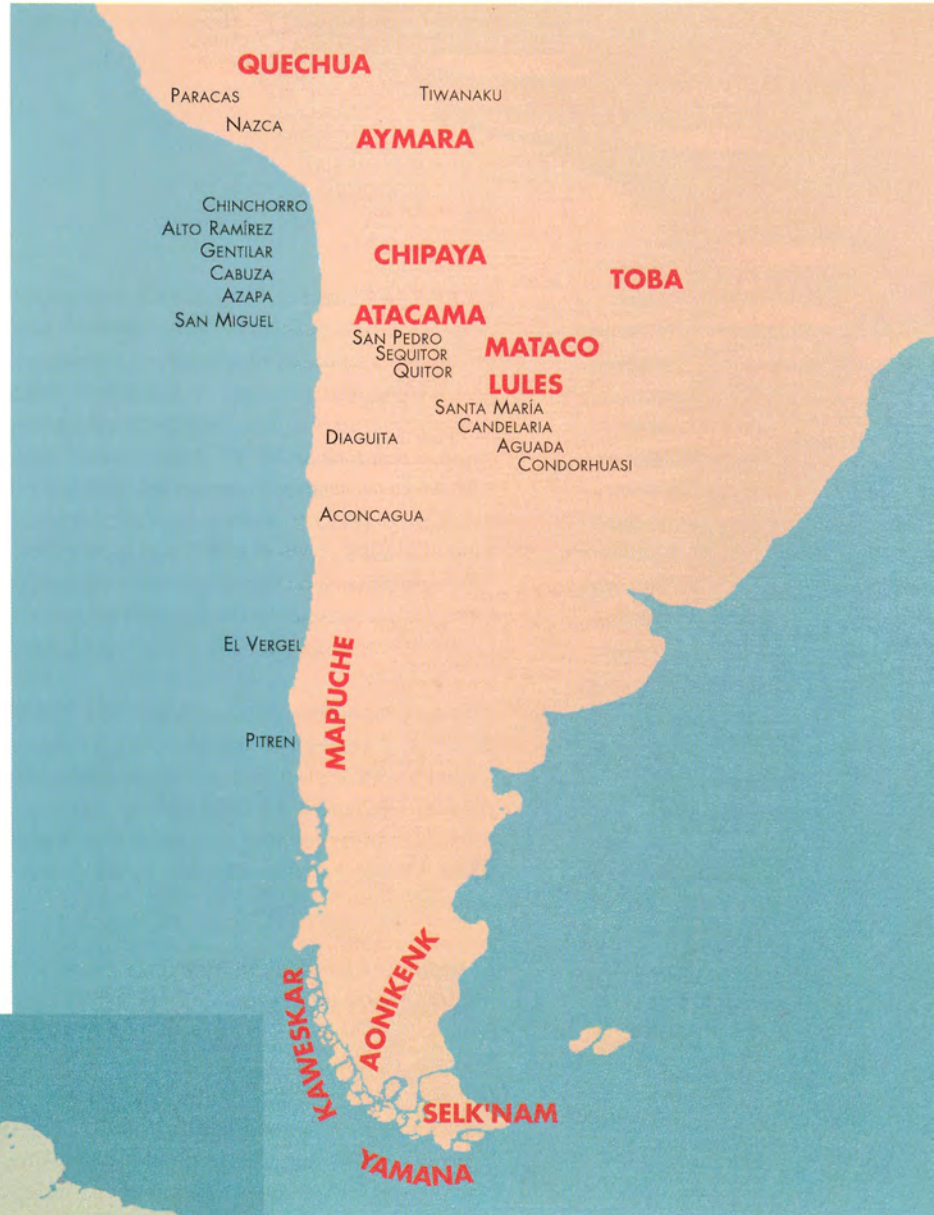 QUECHUA
PARACAS
TIWANAKU
NAZCA
AYMARA
CHINCHORRO
ALTO RAMÍREZ
GENTILAR
CABUZA
AZAPA
SAN MIGUEL
CHIPAYA
TOBA
ATACAMA
SAN PEDRO
SEQUITOR
QUITOR
MATACO
LULES
SANTA MARÍA
CANDELARIA
AGUADA
CONDORHUASI
DIAGUITA
ACONCAGUA
EL VERGEL
MAPUCHE
PITREN
AONIKENK
KAWESKAR
SELK'NAM
YAMANA